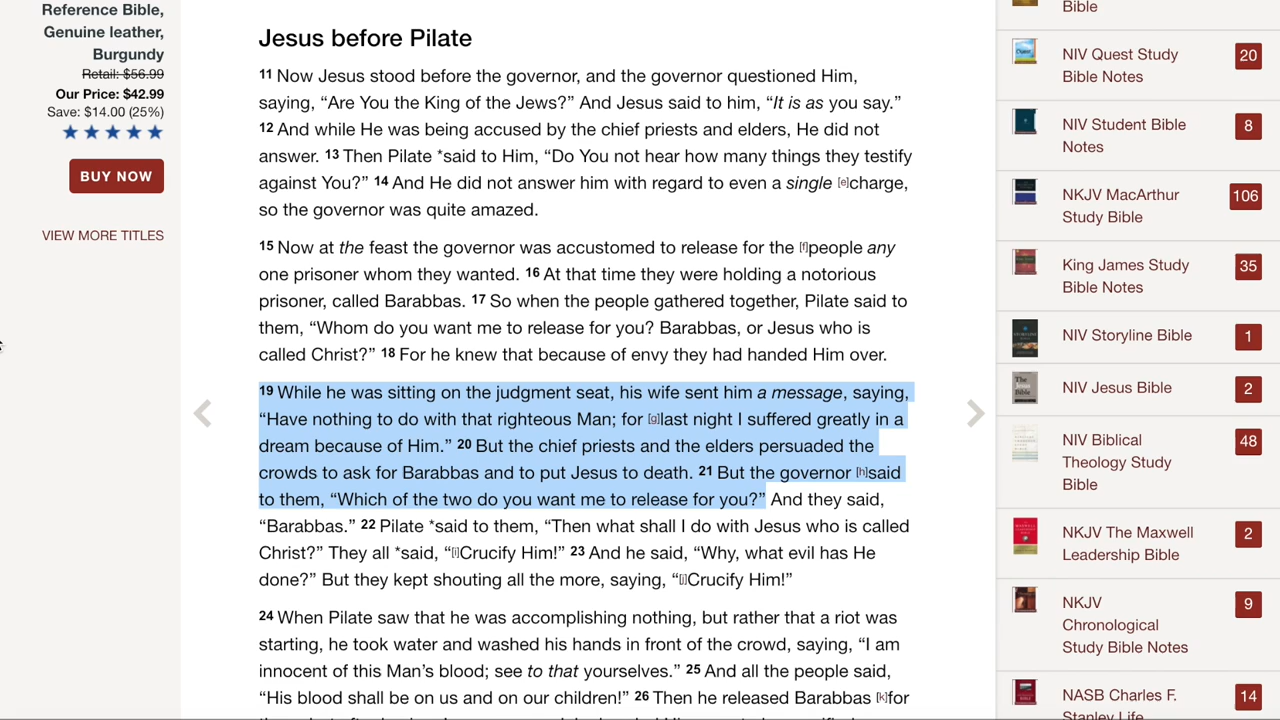 Reference Bible,
Genuine leather,
Burgundy
Retail: $56.99
Our Price: $42.99
Save: $14.00 (25%)
BUY NOW
VIEW MORE TITLES
Jesus before Pilate
11 Now Jesus stood before the governor, and the governor questioned Him,
saying, “Are You the King of the Jews?” And Jesus said to him, “It is as you say.”
12 And while He was being accused by the chief priests and elders, He did not
answer. 13 Then Pilate *said to Him, “Do You not hear how many things they testify
against You?” 14 And He did not answer him with regard to even a single [e]charge,
so the governor was quite amazed.
15 Now at the feast the governor was accustomed to release for the [f]people any
one prisoner whom they wanted. 16 At that time they were holding a notorious
prisoner, called Barabbas. 17 So when the people gathered together, Pilate said to
them, “Whom do you want me to release for you? Barabbas, or Jesus who is
called Christ?” 18 For he knew that because of envy they had handed Him over.
19 While he was sitting on the judgment seat, his wife sent him a message, saying,
“Have nothing to do with that righteous Man; for [g]last night I suffered greatly in a
dream because of Him.” 20 But the chief priests and the elders persuaded the
crowds to ask for Barabbas and to put Jesus to death. 21 But the governor [h]said
to them, “Which of the two do you want me to release for you?” And they said,
“Barabbas.” 22 Pilate *said to them, “Then what shall I do with Jesus who is called
Christ?” They all *said, “[i]Crucify Him!” 23 And he said, “Why, what evil has He
done?” But they kept shouting all the more, saying, “[j]Crucify Him!”
24 When Pilate saw that he was accomplishing nothing, but rather that a riot was
starting, he took water and washed his hands in front of the crowd, saying, “I am
innocent of this Man’s blood; see to that yourselves.” 25 And all the people said,
“His blood shall be on us and on our children!” 26 Then he released Barabbas [k]for
Bible
NIV Quest Study
Bible Notes
20
NIV Student Bible
Notes
8
NKJV MacArthur
Study Bible
106
King James Study
Bible Notes
35
NIV Storyline Bible
1
NIV Jesus Bible
2
NIV Biblical
Theology Study
Bible
48
NKJV The Maxwell
Leadership Bible
2
NKJV
Chronological
Study Bible Notes
9
NASB Charles F.
Stanley Life
14